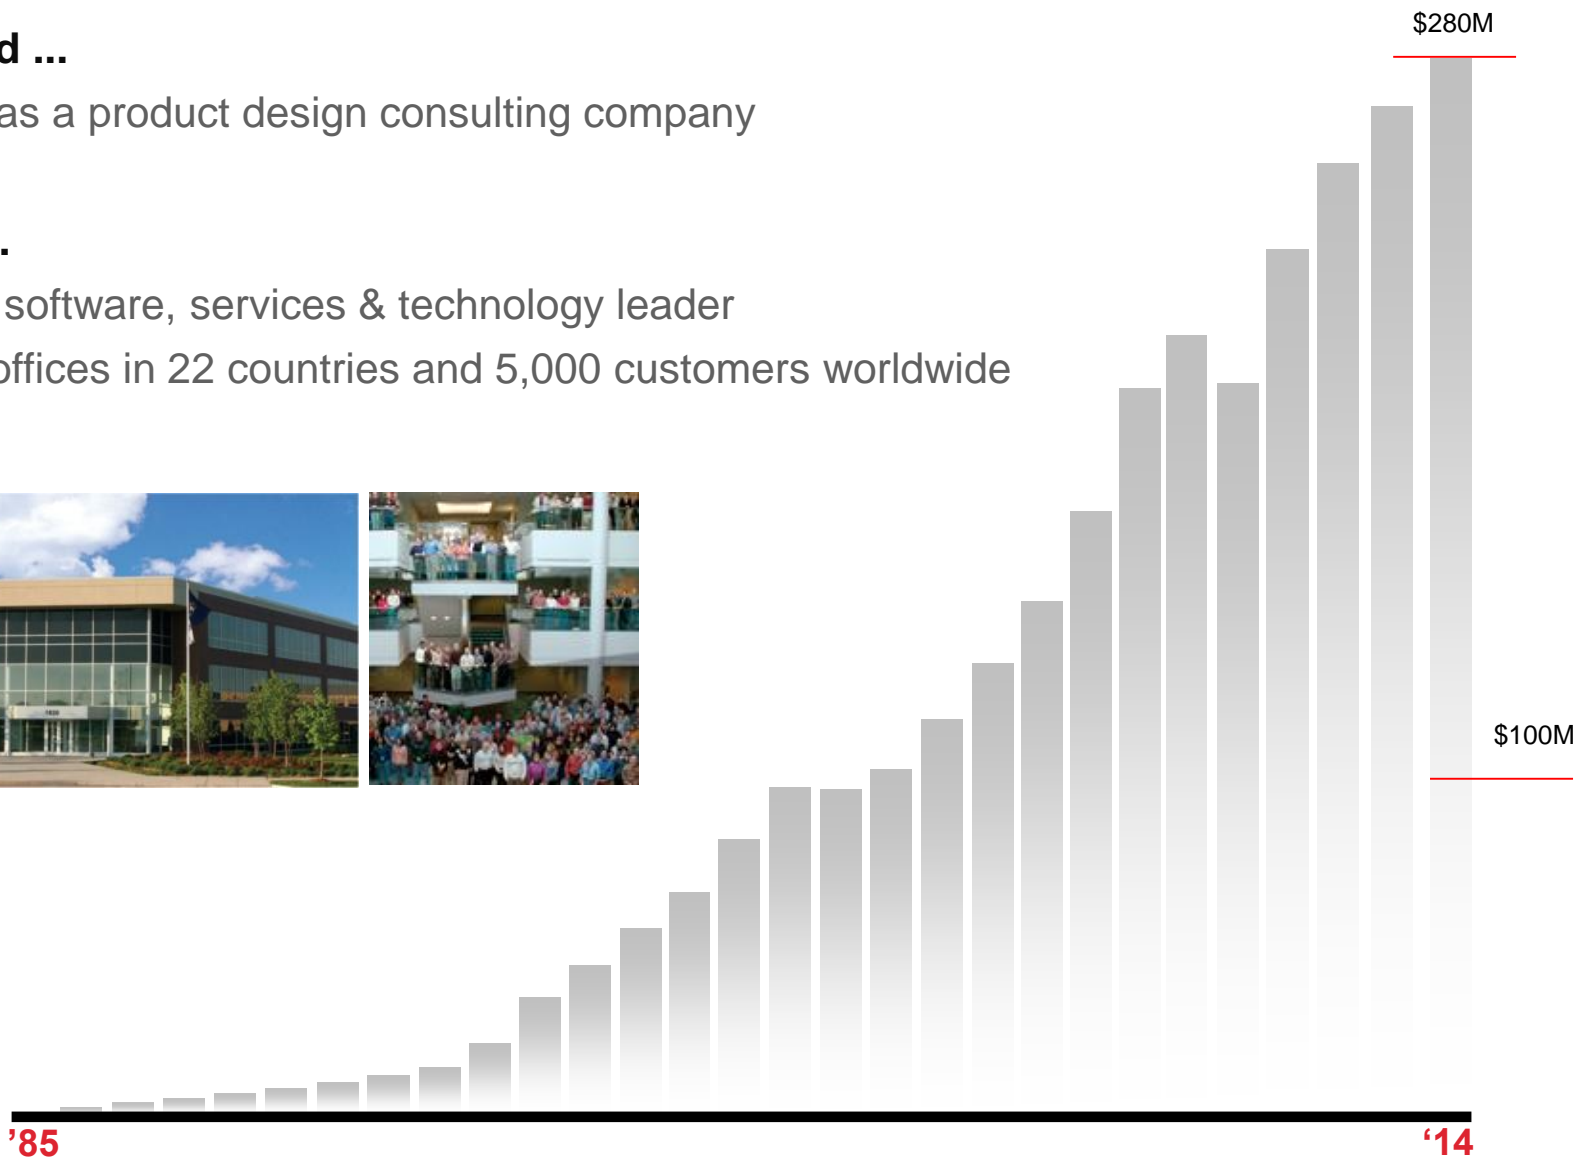 d ...
as a product design consulting company
.
software, services & technology leader
offices in 22 countries and 5,000 customers worldwide
$280M
$100M
’85
‘14